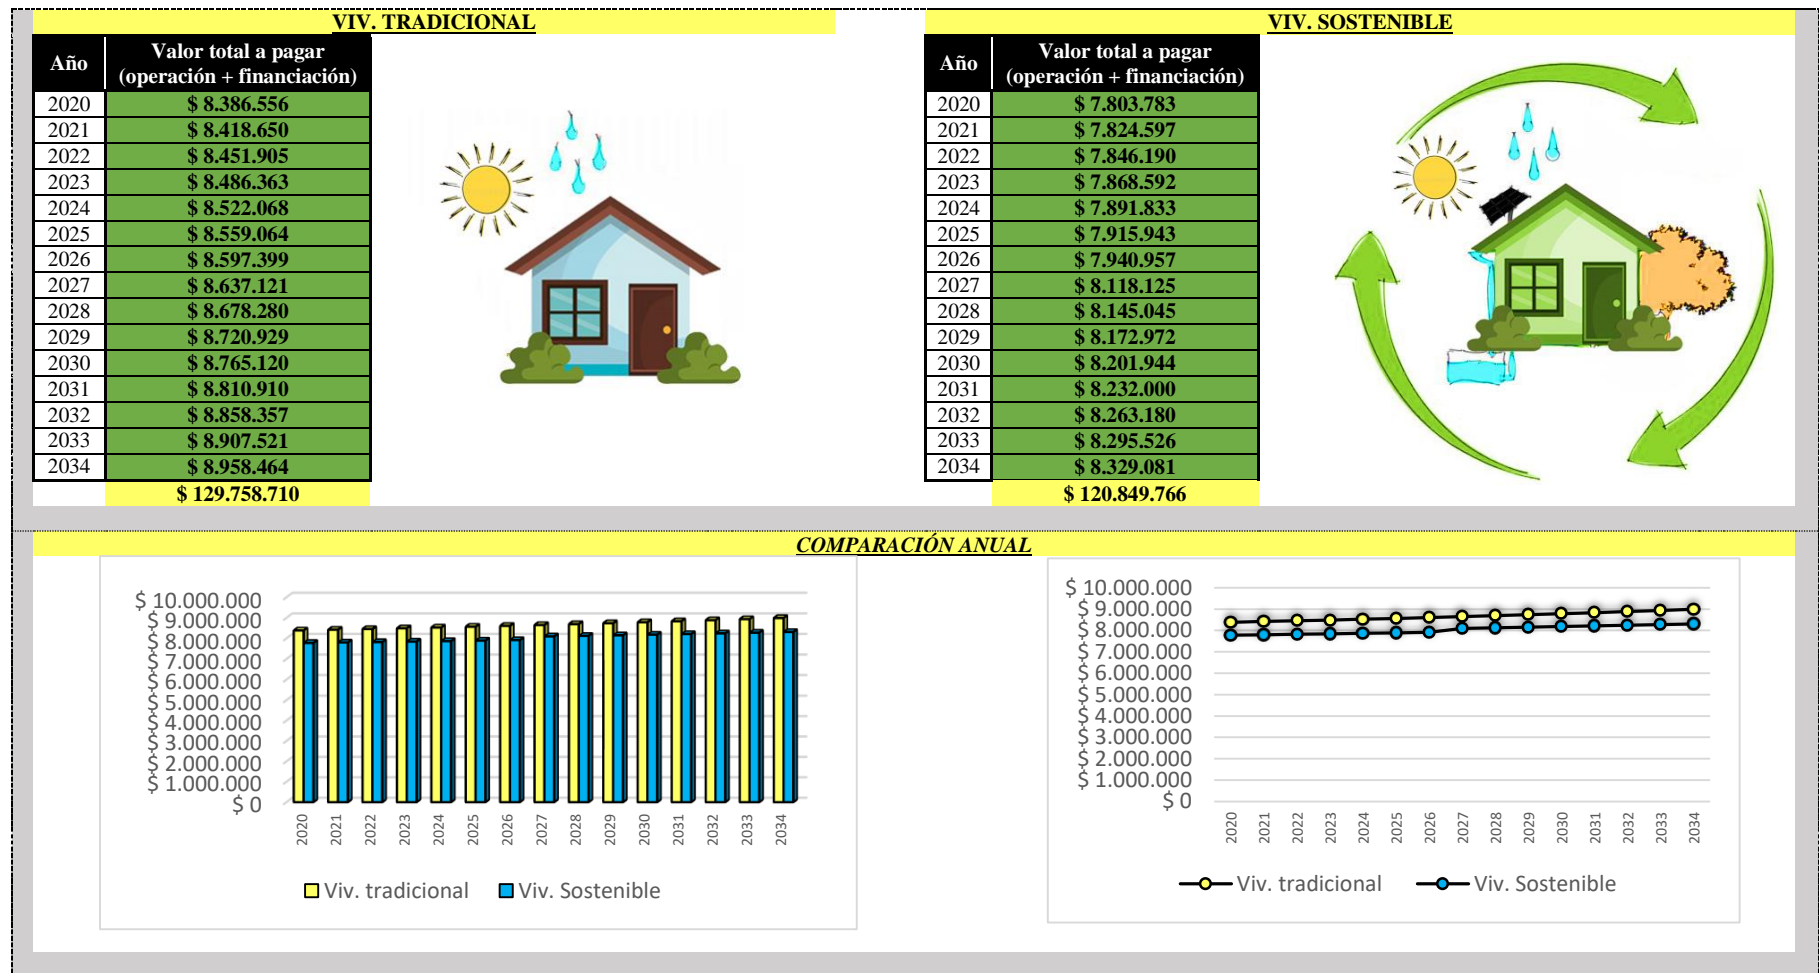 VIV. TRADICIONAL
Año Valor total a pagar (operación + financiación)
2020 $ 8.386.556
2021 $ 8.418.650
2022 $ 8.451.905
2023 $ 8.486.363
2024 $ 8.522.068
2025 $ 8.559.064
2026 $ 8.597.399
2027 $ 8.637.121
2028 $ 8.678.280
2029 $ 8.720.929
2030 $ 8.765.120
2031 $ 8.810.910
2032 $ 8.858.357
2033 $ 8.907.521
2034 $ 8.958.464
$ 129.758.710
VIV. SOSTENIBLE
Año Valor total a pagar (operación + financiación)
2020 $ 7.803.783
2021 $ 7.824.597
2022 $ 7.846.190
2023 $ 7.868.592
2024 $ 7.891.833
2025 $ 7.915.943
2026 $ 7.940.957
2027 $ 8.118.125
2028 $ 8.145.045
2029 $ 8.172.972
2030 $ 8.201.944
2031 $ 8.232.000
2032 $ 8.263.180
2033 $ 8.295.526
2034 $ 8.329.081
$ 120.849.766
COMPARACIÓN ANUAL
$ 10.000.000
$ 9.000.000
$ 8.000.000
$ 7.000.000
$ 6.000.000
$ 5.000.000
$ 4.000.000
$ 3.000.000
$ 2.000.000
$ 1.000.000
$ 0
2020 2021 2022 2023 2024 2025 2026 2027 2028 2029 2030 2031 2032 2033 2034
Viv. tradicional Viv. Sostenible
$ 10.000.000
$ 9.000.000
$ 8.000.000
$ 7.000.000
$ 6.000.000
$ 5.000.000
$ 4.000.000
$ 3.000.000
$ 2.000.000
$ 1.000.000
$ 0
2020 2021 2022 2023 2024 2025 2026 2027 2028 2029 2030 2031 2032 2033 2034
Viv. tradicional Viv. Sostenible